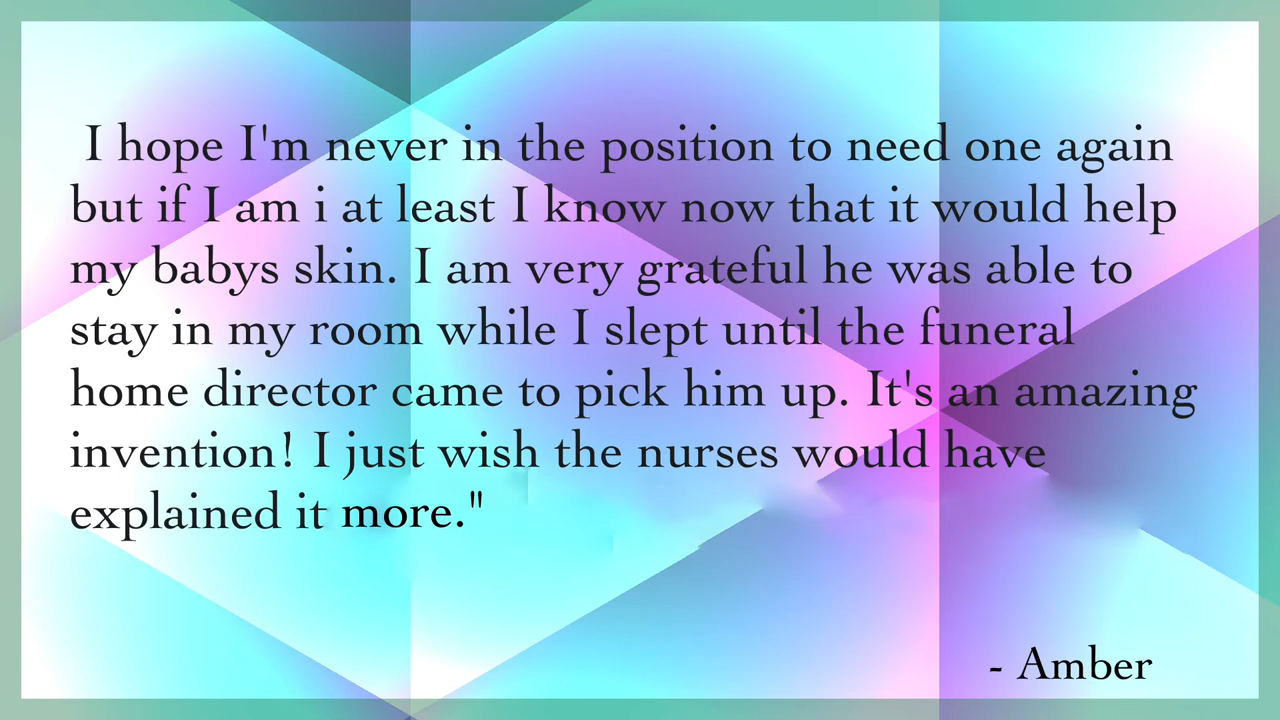 I hope I'm never in the position to need one again
but if I am i at least I know now that it would help
my babys skin. I am very grateful he was able to
stay in my room while I slept until the funeral
home director came to pick him up. It's an amazing
invention! I just wish the nurses would have
explained it more."
- Amber